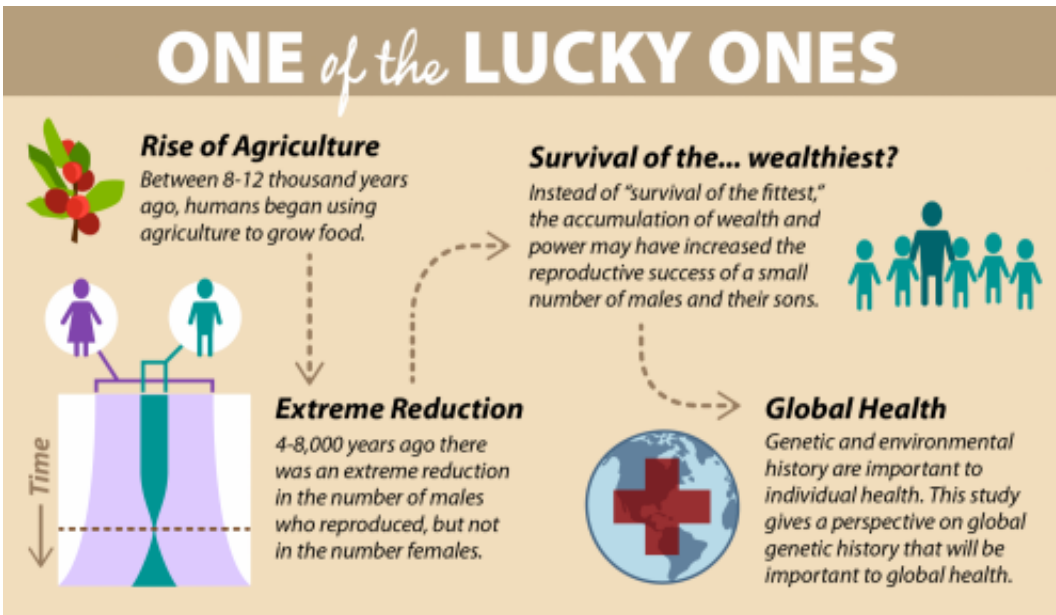 ONE of the LUCKY ONES
Rise of Agriculture
Between 8-12 thousand years
ago, humans began using
agriculture to grow food.
Time
Extreme Reduction
4-8,000 years ago there
was an extreme reduction
in the number of males
who reproduced, but not
in the number females.
Survival of the... wealthiest?
Instead of “survival of the fittest,”
the accumulation of wealth and
power may have increased the
reproductive success of a small
number of males and their sons.
Global Health
Genetic and environmental
history are important to
individual health. This study
gives a perspective on global
genetic history that will be
important to global health.